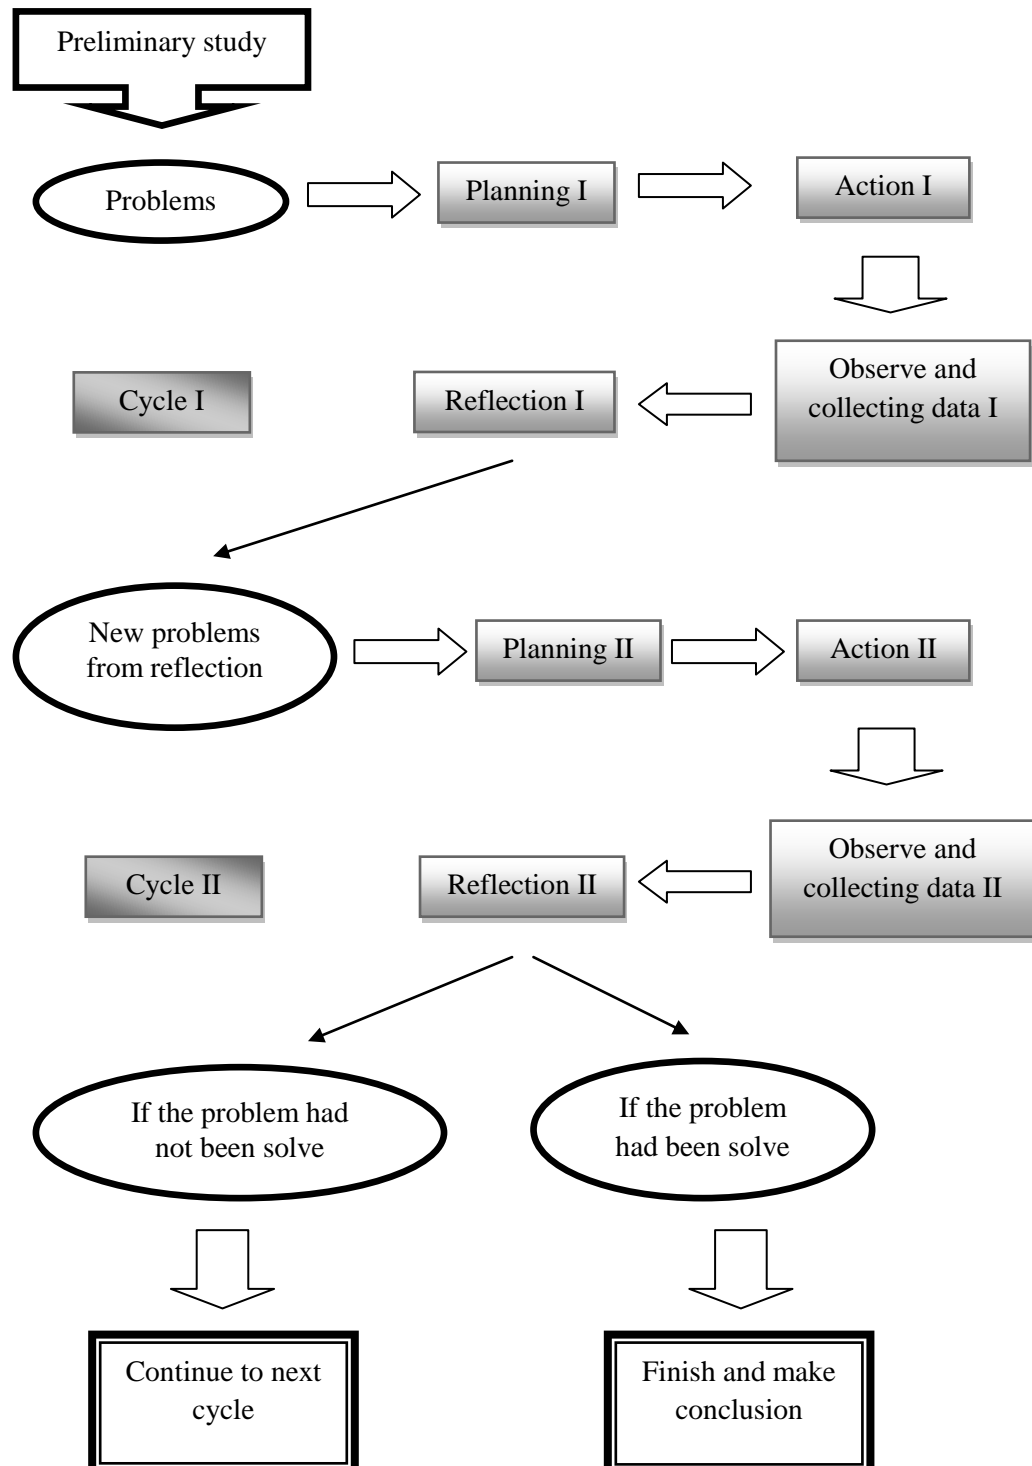 Preliminary study
Problems
Planning I
Action I
Observe and
collecting data I
Reflection I
Cycle I
New problems
from reflection
Planning II
Action II
Observe and
collecting data II
Reflection II
Cycle II
If the problem had
not been solve
If the problem
had been solve
Continue to next
cycle
Finish and make
conclusion